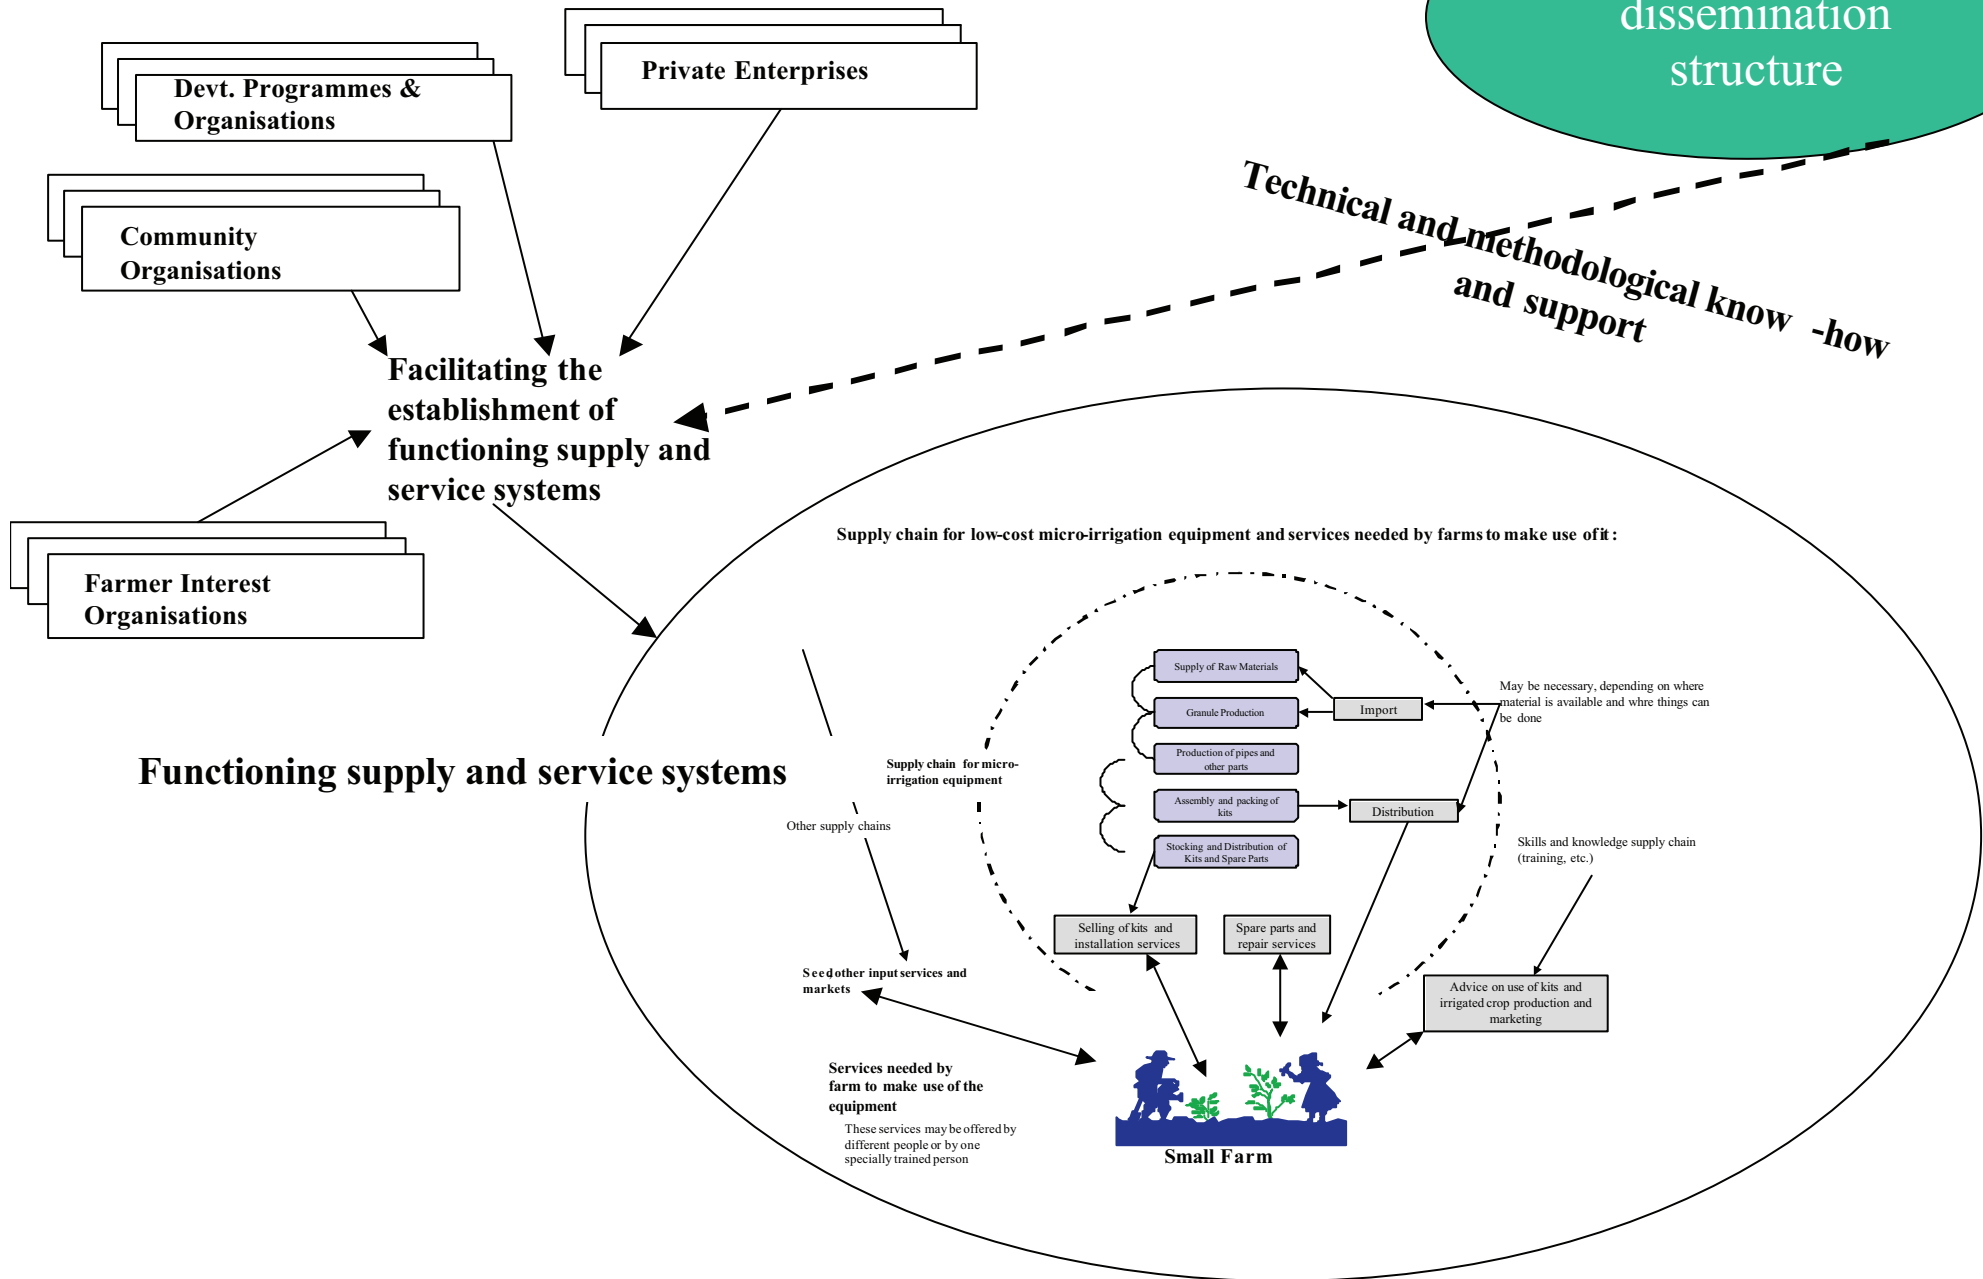 dissemination
structure
Private Enterprises
Devt. Programmes &
Organisations
Community
Organisations
Technical and methodological know -how
and support
Facilitating the
establishment of
functioning supply and
service systems
Farmer Interest
Organisations
Supply chain for low-cost micro-irrigation equipment and services needed by farms to make use of it :
Supply of Raw Materials
Granule Production
Import
May be necessary, depending on where
material is available and whre things can
be done
Production of pipes and
other parts
Functioning supply and service systems
Supply chain for micro-
irrigation equipment
Assembly and packing of
kits
Distribution
Other supply chains
Stocking and Distribution of
Kits and Spare Parts
Skills and knowledge supply chain
(training, etc.)
Selling of kits and
installation services
Spare parts and
repair services
Seed other input services and
markets
Advice on use of kits and
irrigated crop production and
marketing
Services needed by
farm to make use of the
equipment
These services may be offered by
different people or by one
specially trained person
Small Farm